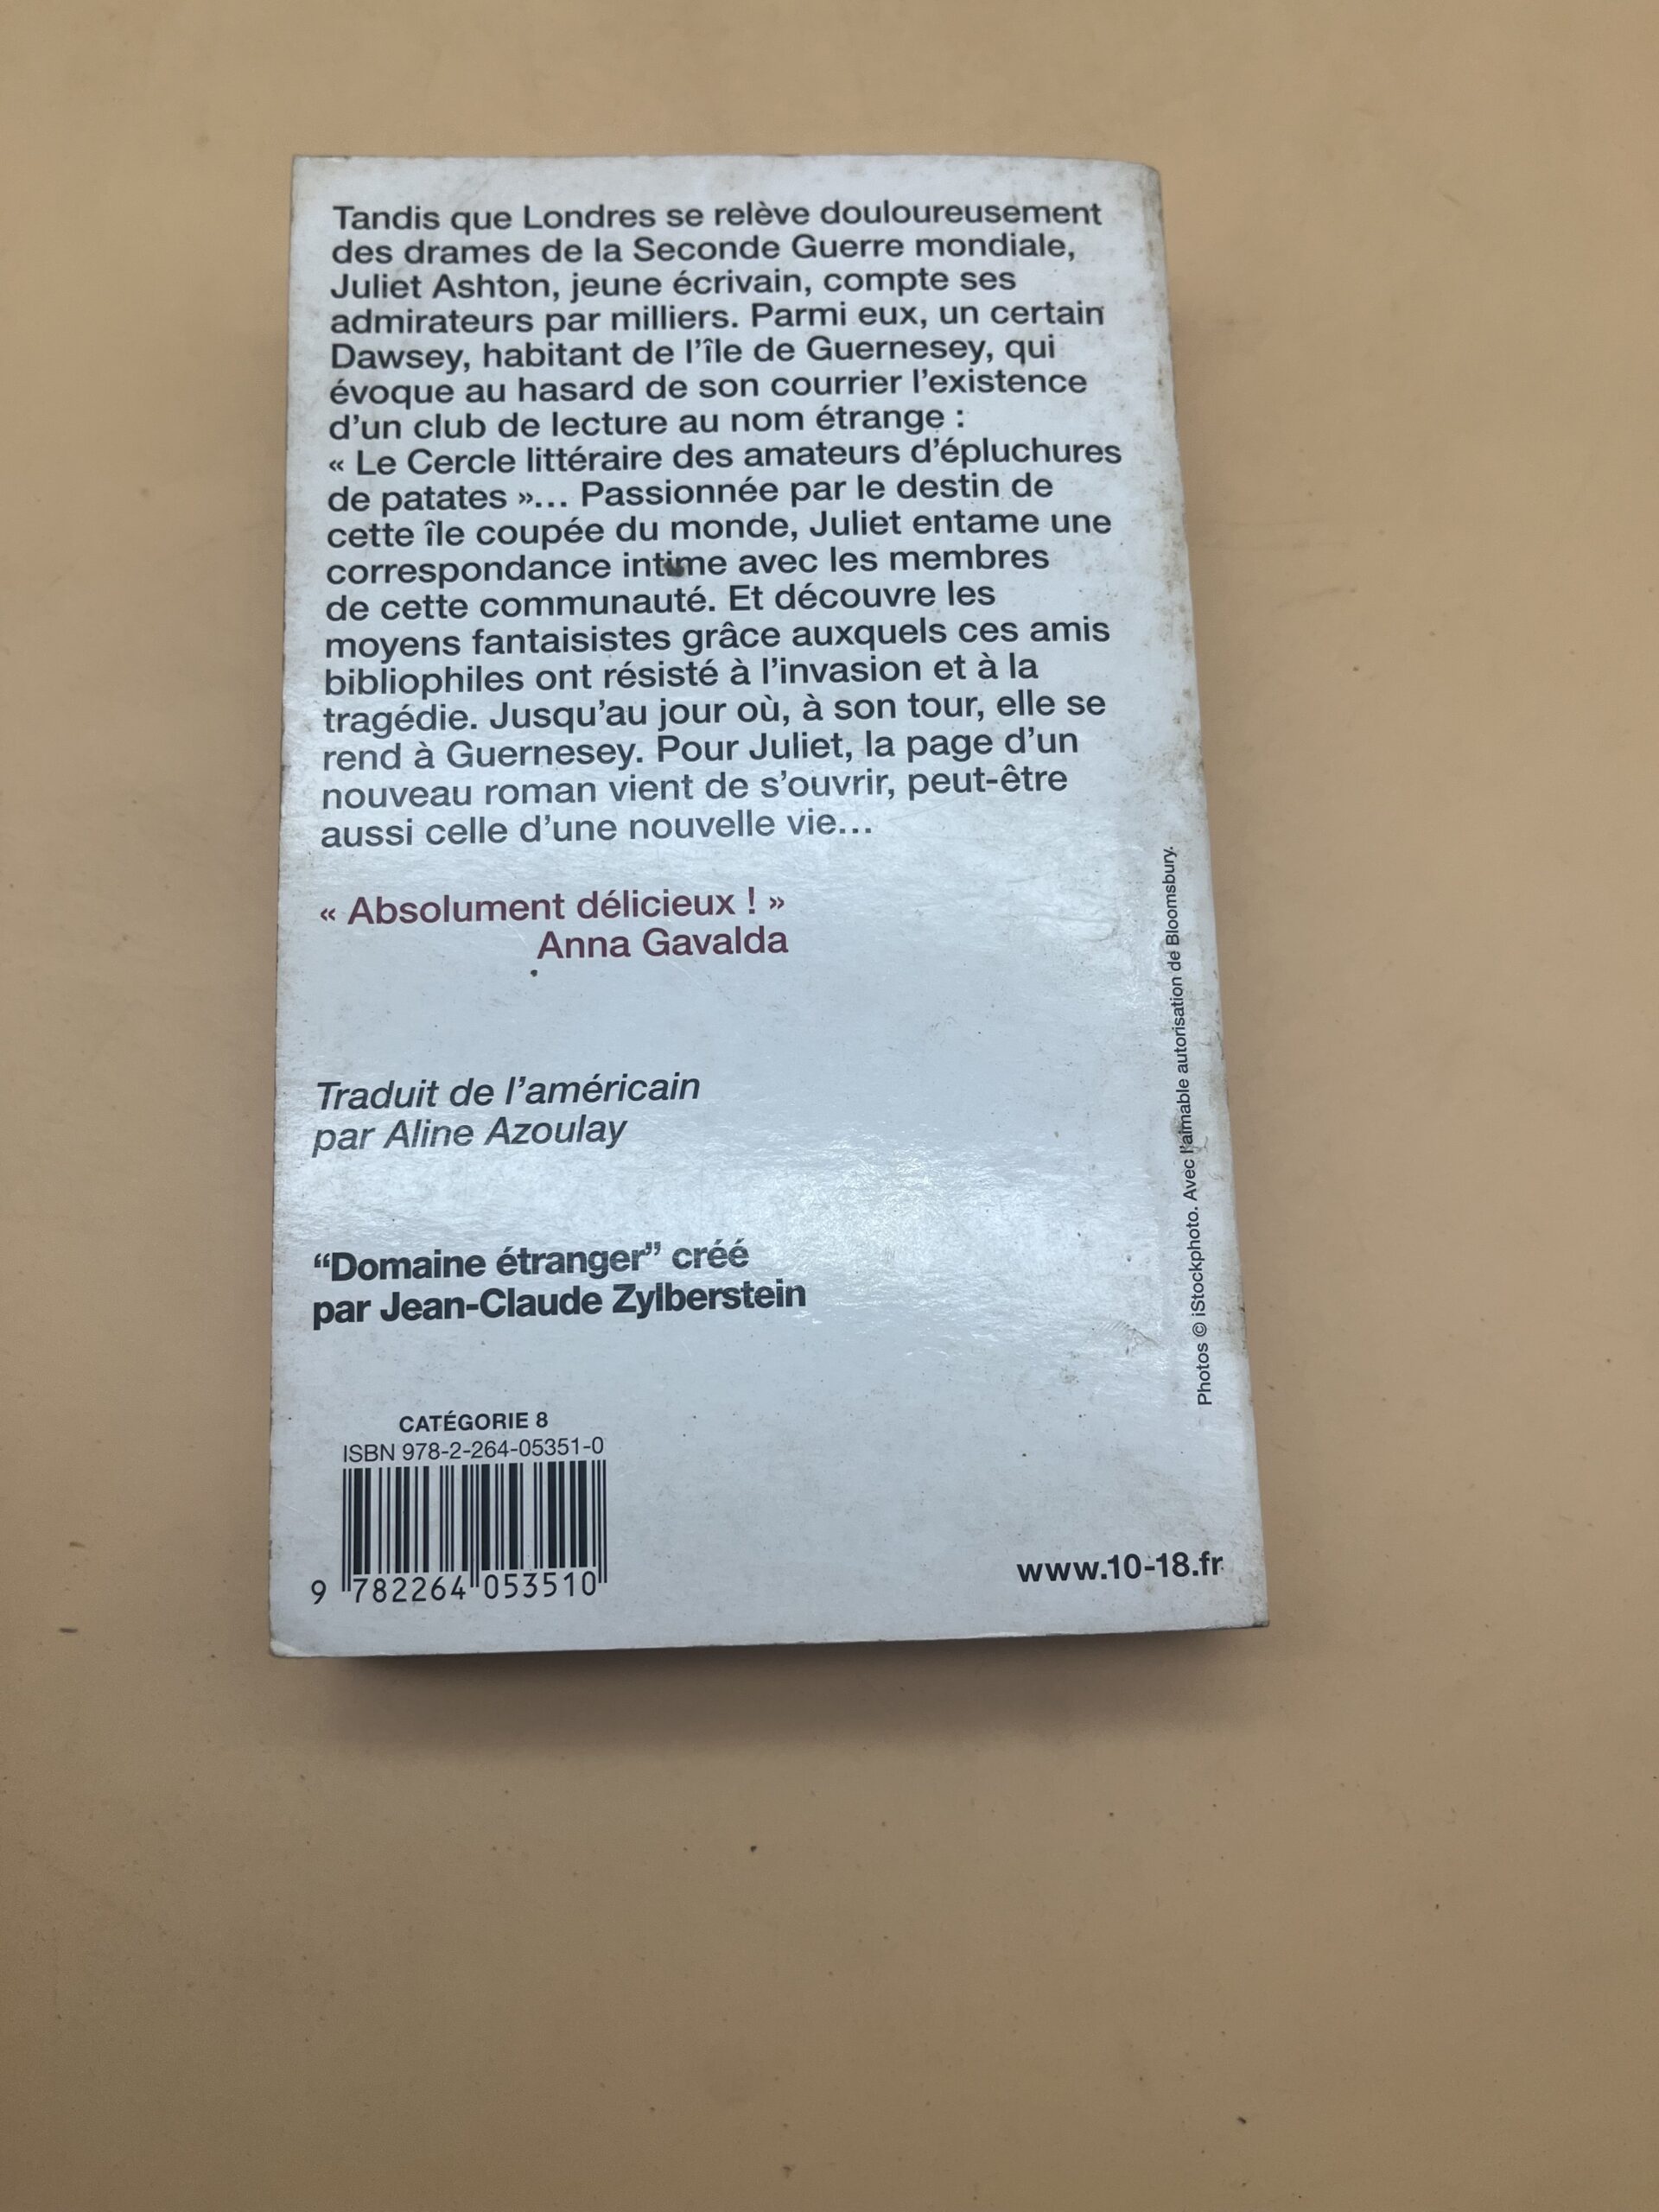 Tandis que Londres se relève douloureusement
des drames de la Seconde Guerre mondiale,
Juliet Ashton, jeune écrivain, compte ses
admirateurs par milliers. Parmi eux, un certain
Dawsey, habitant de l’île de Guernesey, qui
évoque au hasard de son courrier l’existence
d’un club de lecture au nom étrange :
« Le Cercle littéraire des amateurs d’épluchures
de patates »... Passionnée par le destin de
cette île coupée du monde, Juliet entame une
correspondance intime avec les membres
de cette communauté. Et découvre les
moyens fantaisistes grâce auxquels ces amis
bibliophiles ont résisté à l’invasion et à la
tragédie. Jusqu’au jour où, à son tour, elle se
rend à Guernesey. Pour Juliet, la page d’un
nouveau roman vient de s’ouvrir, peut-être
aussi celle d’une nouvelle vie...
« Absolument délicieux ! »
Anna Gavalda
Traduit de l’américain
par Aline Azoulay
“Domaine étranger” créé
par Jean-Claude Zylberstein
CATÉGORIE 8
ISBN 978-2-264-05351-0
9 782264 053510
www.10-18.fr
Photos © iStockphoto. Avec l’aimable autorisation de Bloomsbury.